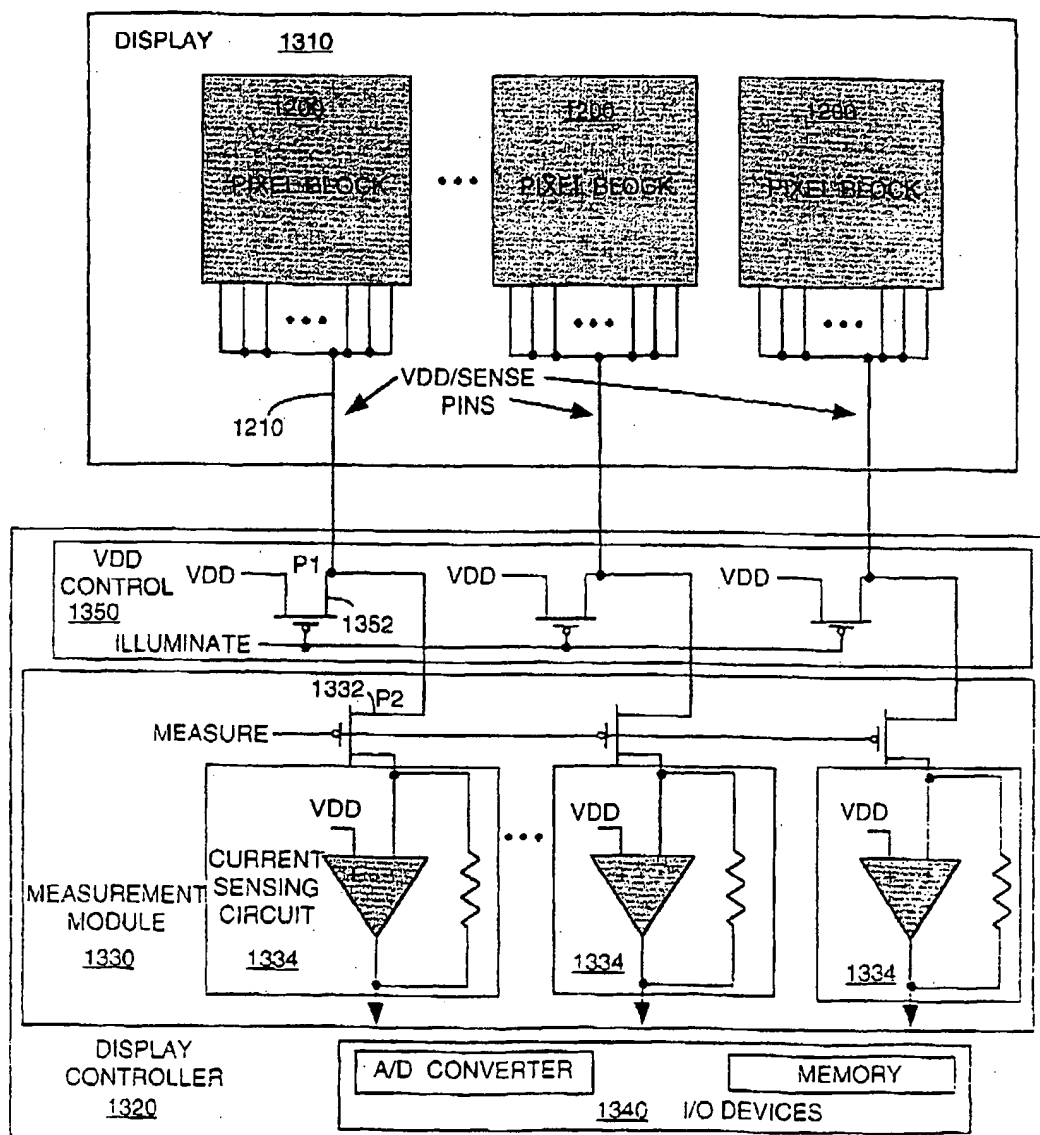 DISPLAY 1310
1200 1200 1200
PIXEL BLOCK PIXEL BLOCK PIXEL BLOCK
VDD/SENSE
PINS
1210
VDD
CONTROL
1350
VDD P1 VDD VDD
1352
ILLUMINATE
1332 P2
MEASURE
VDD VDD VDD
CURRENT
SENSING
CIRCUIT
1334 1334 1334
MEASUREMENT
MODULE
1330
DISPLAY
CONTROLLER
1320
A/D CONVERTER MEMORY
1340 I/O DEVICES